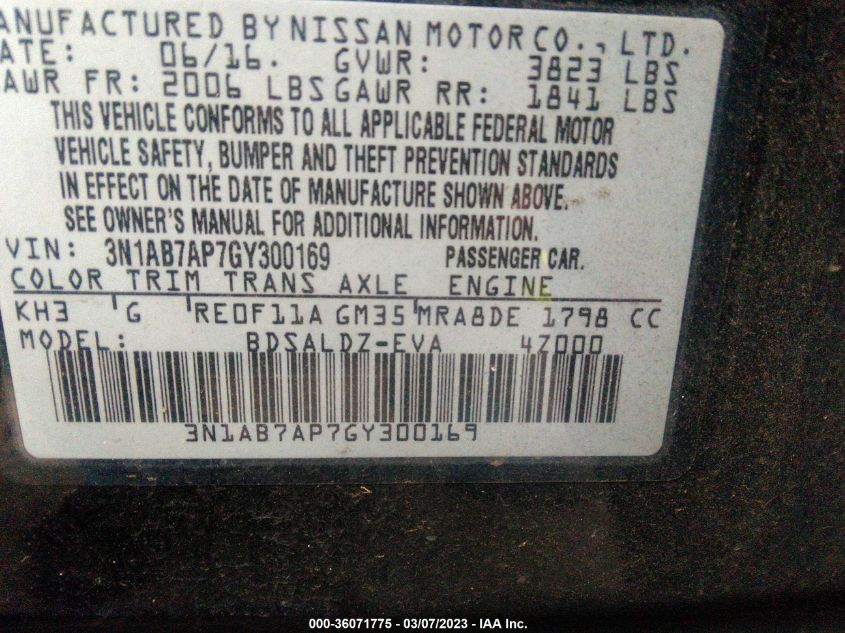 ANUFACTURED BY NISSAN MOTOR CO., LTD.
ATE: 06/16. GVWR: 3823 LBS
AWR FR: 2006 LBS GAWR RR: 1841 LBS
THIS VEHICLE CONFORMS TO ALL APPLICABLE FEDERAL MOTOR
VEHICLE SAFETY, BUMPER AND THEFT PREVENTION STANDARDS
IN EFFECT ON THE DATE OF MANUFACTURE SHOWN ABOVE.
SEE OWNER'S MANUAL FOR ADDITIONAL INFORMATION.
VIN: 3N1AB7AP7GY300169 PASSENGER CAR.
COLOR TRIM TRANS AXLE ENGINE
KH3 G RE0F11A GM35 MRA8DE 1798 CC
MODEL: BDSALDZ-EVA 4Z000
3N1AB7AP7GY300169
000-36071775 - 03/07/2023 - IAA Inc.